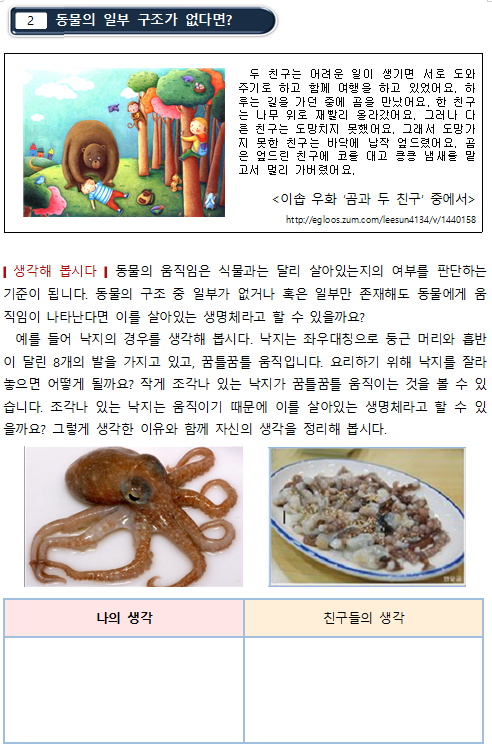 2 동물의 일부 구조가 없다면?
두 친구는 어려운 일이 생기면 서로 도와
주기로 하고 함께 여행을 하고 있었어요. 하
루는 길을 가던 중에 곰을 만났어요. 한 친구
는 나무 위로 재빨리 올라갔어요. 그러나 다
른 친구는 도망치지 못했어요. 그래서 도망가
지 못한 친구는 바닥에 납작 엎드렸어요. 곰
은 엎드린 친구에 코를 대고 킁킁 냄새를 맡
고서 멀리 가버렸어요.
<이솝 우화 '곰과 두 친구' 중에서>
http://egloos.zum.com/leesun4134/v/1440158
| 생각해 봅시다 | 동물의 움직임은 식물과는 달리 살아있는지의 여부를 판단하는
기준이 됩니다. 동물의 구조 중 일부가 없거나 혹은 일부만 존재해도 동물에게 움
직임이 나타난다면 이를 살아있는 생명체라고 할 수 있을까요?
예를 들어 낙지의 경우를 생각해 봅시다. 낙지는 좌우대칭으로 둥근 머리와 흡반
이 달린 8개의 발을 가지고 있고, 꿈틀꿈틀 움직입니다. 요리하기 위해 낙지를 잘라
놓으면 어떻게 될까요? 작게 조각나 있는 낙지가 꿈틀꿈틀 움직이는 것을 볼 수 있
습니다. 조각나 있는 낙지는 움직이기 때문에 이를 살아있는 생명체라고 할 수 있
을까요? 그렇게 생각한 이유와 함께 자신의 생각을 정리해 봅시다.
나의 생각
친구들의 생각